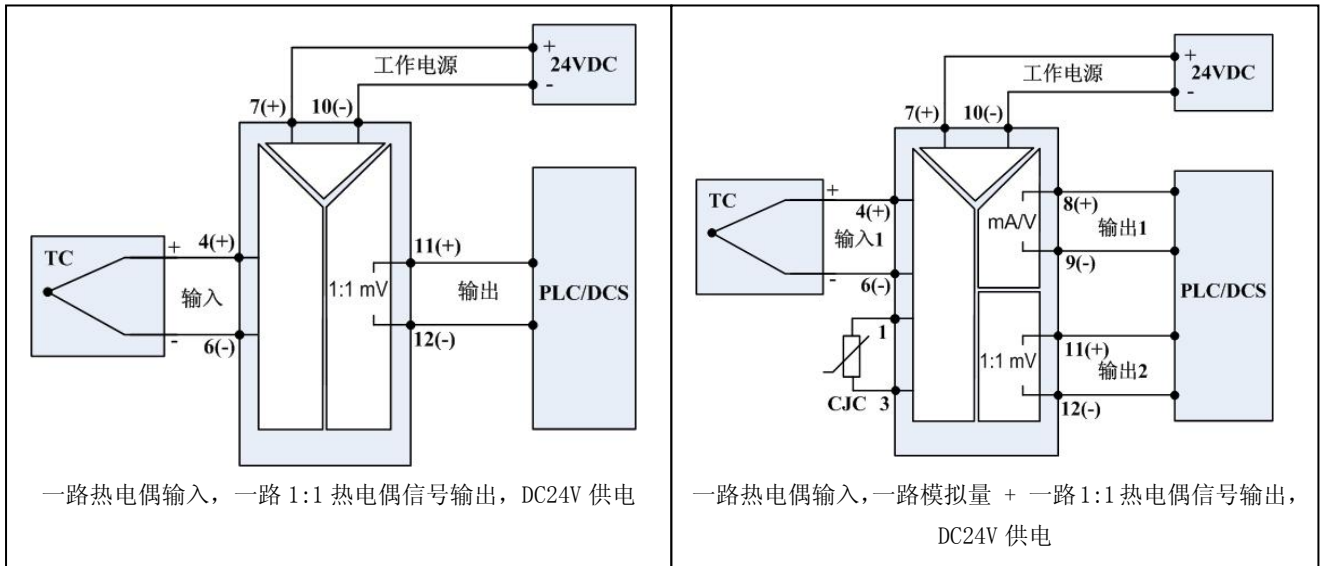 +
24VDC
-
工作电源
7(+) 10(-)
TC
+
4(+)
输入
-
6(-)
1:1 mV
11(+)
输出
12(-)
PLC/DCS
一路热电偶输入，一路 1:1 热电偶信号输出，DC24V 供电
+
24VDC
-
工作电源
7(+) 10(-)
TC
+
4(+)
输入1
-
6(-)
1
CJC 3
mA/V
8(+)
输出1
9(-)
PLC/DCS
1:1 mV
11(+)
输出2
12(-)
一路热电偶输入，一路模拟量 + 一路1:1热电偶信号输出，
DC24V 供电